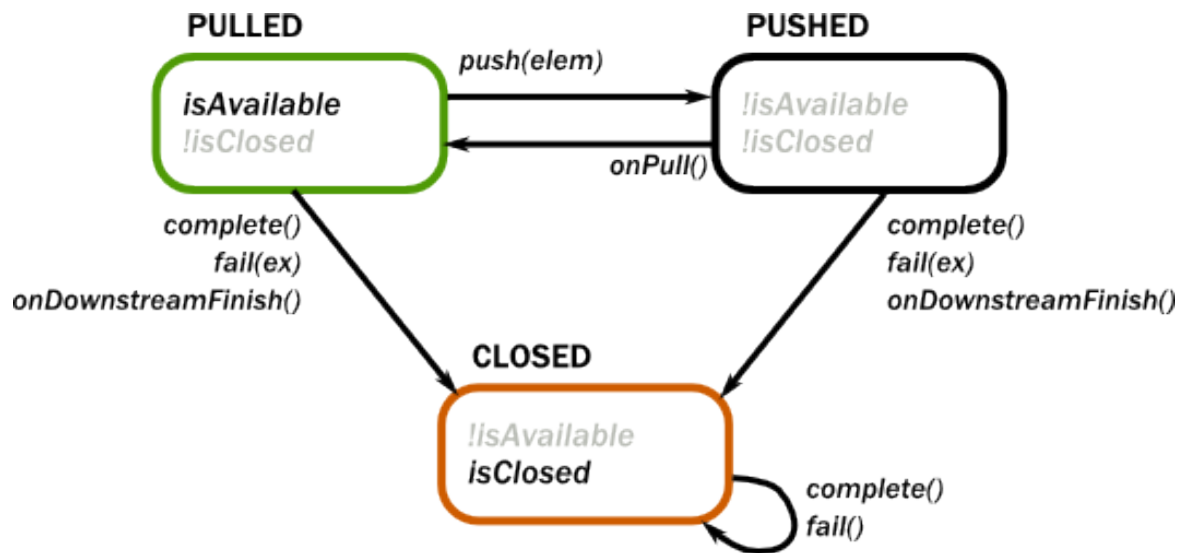 PULLED
isAvailable
!isClosed
push(elem)
onPull()
PUSHED
!isAvailable
!isClosed
complete()
fail(ex)
onDownstreamFinish()
complete()
fail(ex)
onDownstreamFinish()
CLOSED
!isAvailable
isClosed
complete()
fail()